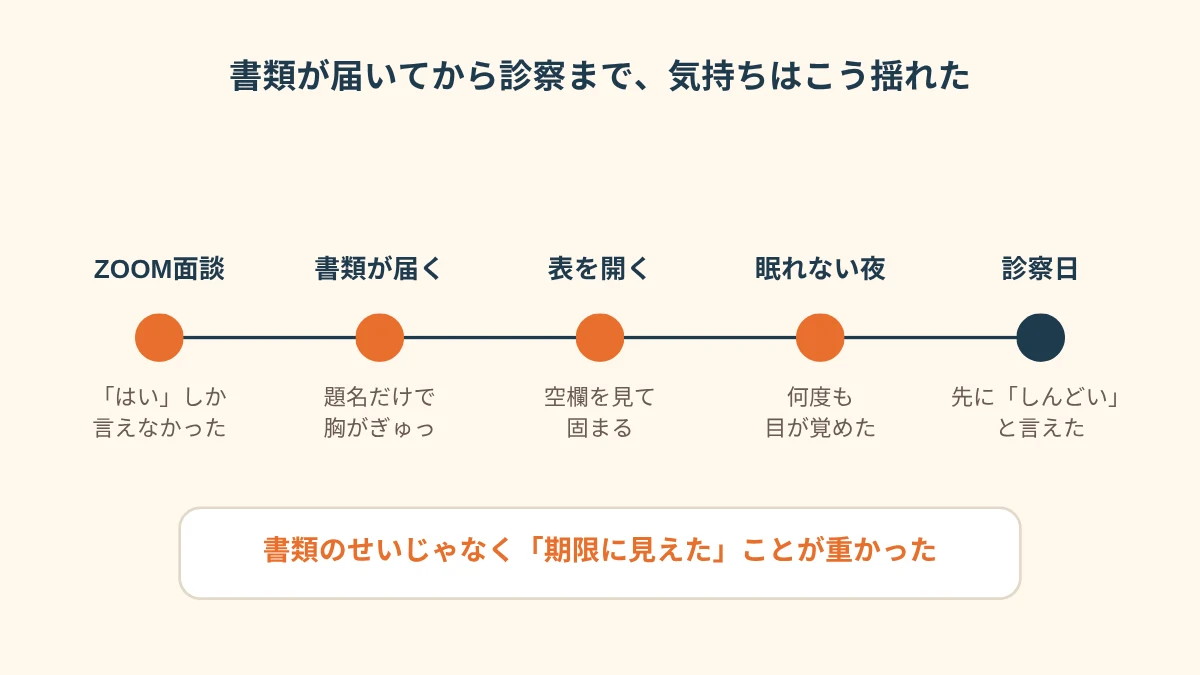 書類が届いてから診察まで、気持ちはこう揺れた
ZOOM面談
書類が届く
表を開く
眠れない夜
診察日
「はい」しか
言えなかった
題名だけで
胸がぎゅっ
空欄を見て
固まる
何度も
目が覚めた
先に「しんどい」
と言えた
書類のせいじゃなく「期限に見えた」ことが重かった